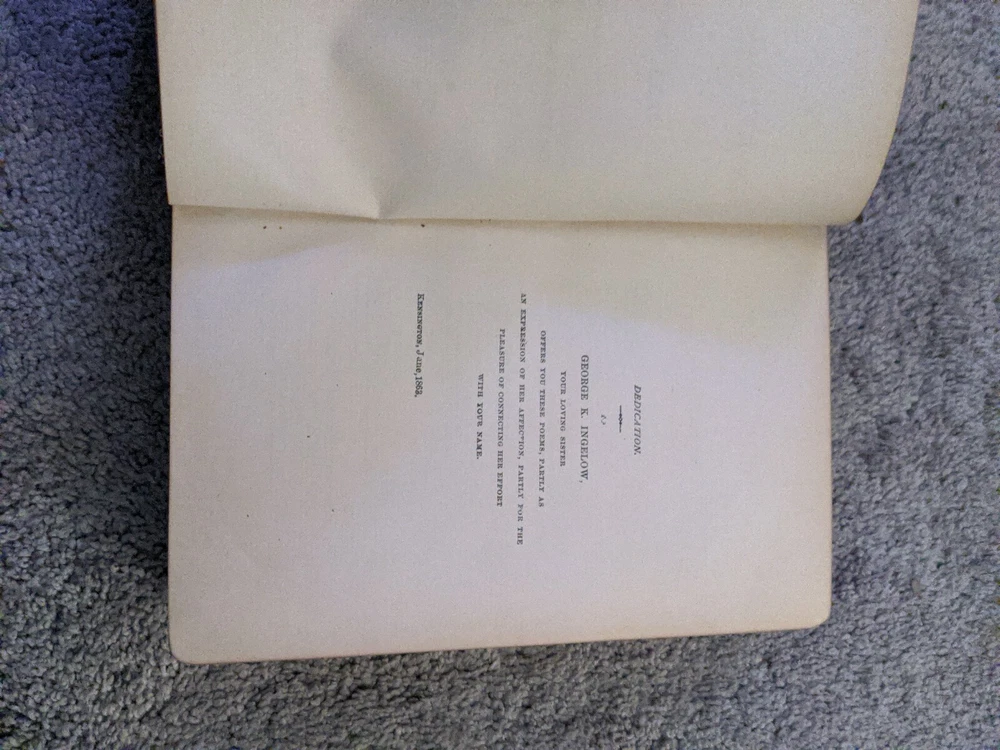 DEDICATION.
TO
GEORGE K. INGELOW,
YOUR LOVING SISTER
OFFERS YOU THESE POEMS, PARTLY AS
AN EXPRESSION OF HER AFFECTION, PARTLY FOR THE
PLEASURE OF CONNECTING HER EFFORT
WITH YOUR NAME.
KENSINGTON, June, 1863.